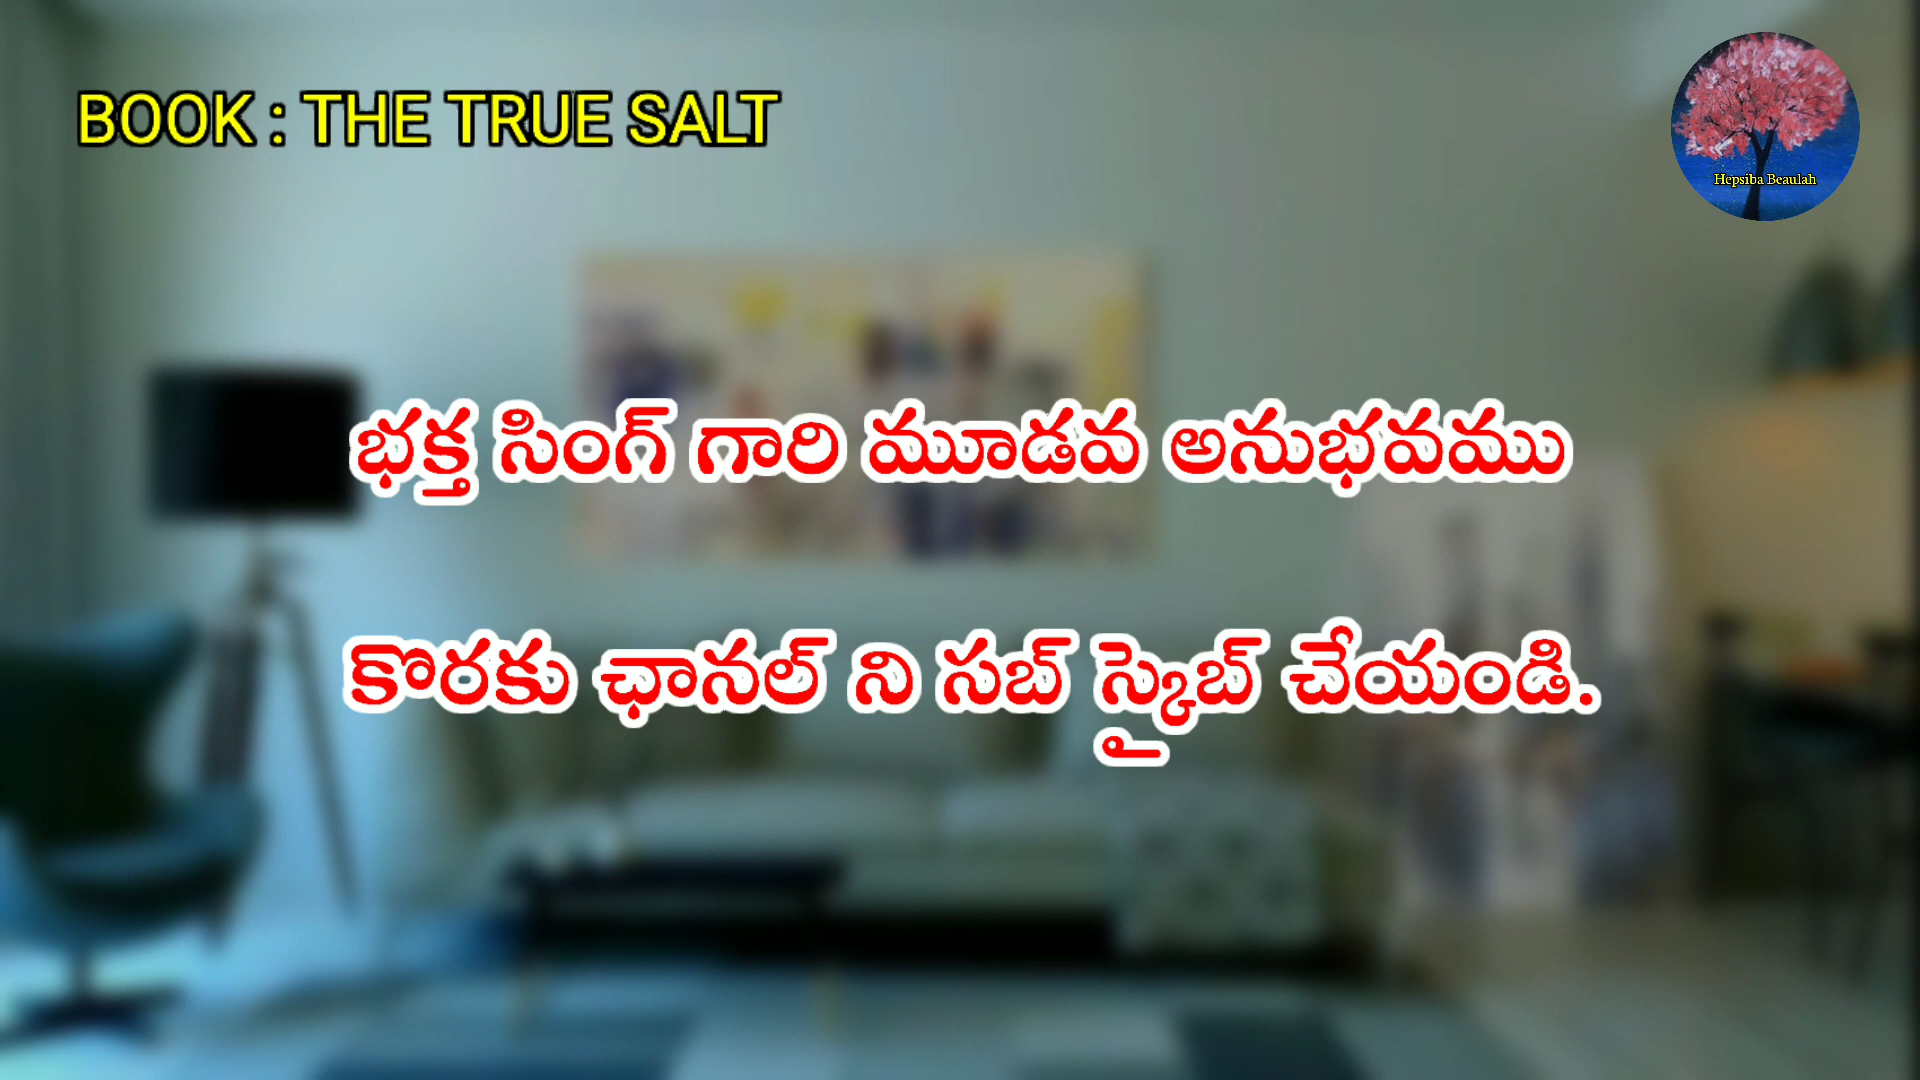 BOOK : THE TRUE SALT
Hepsiba Beaulah
భక్త సింగ్ గారి మూడవ అనుభవము
కొరకు ఛానల్ ని సబ్ స్కైబ్ చేయండి.